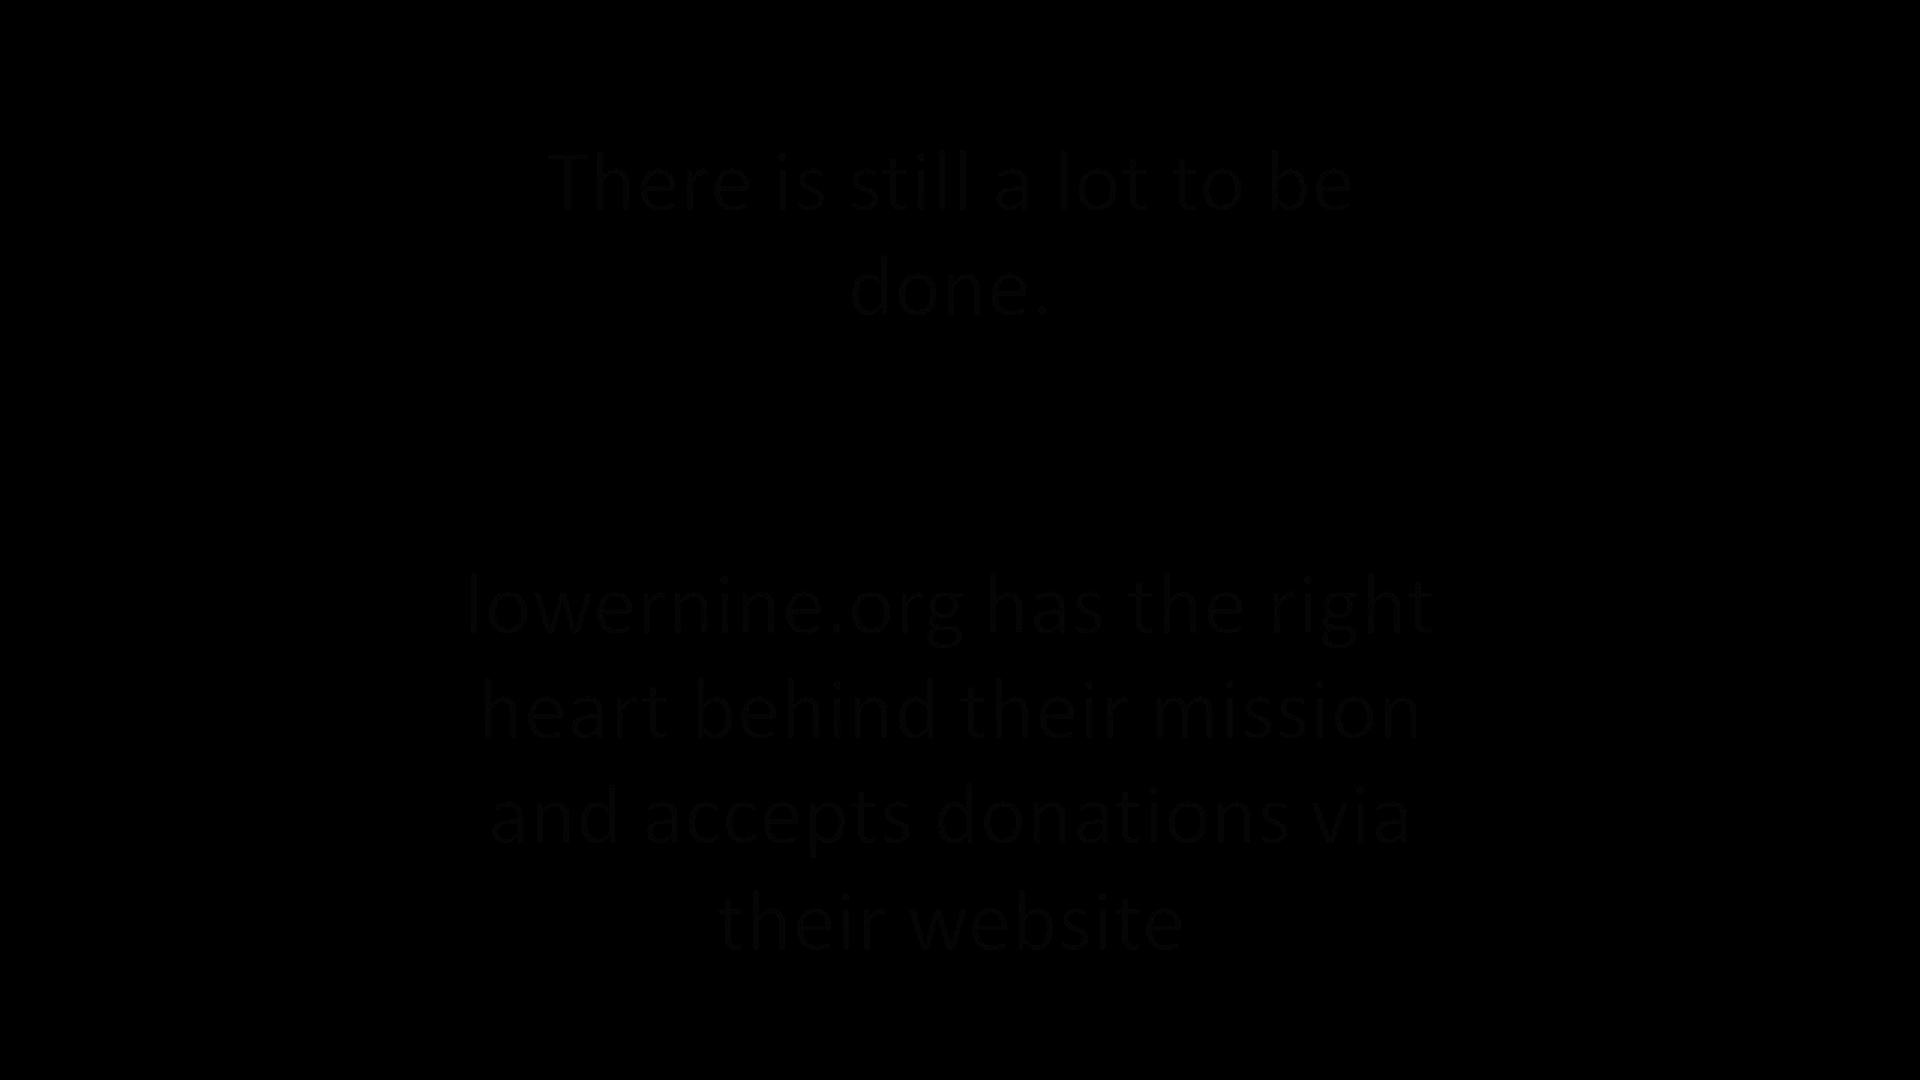 There is still a lot to be
done.
lowernine.org has the right
heart behind their mission
and accepts donations via
their website